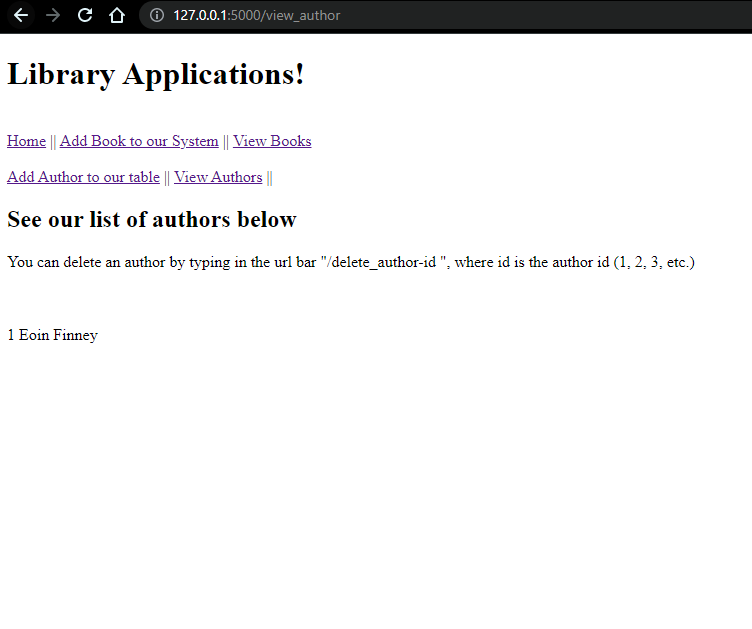 127.0.0.1:5000/view_author
Library Applications!
Home || Add Book to our System || View Books
Add Author to our table || View Authors ||
See our list of authors below
You can delete an author by typing in the url bar "/delete_author-id ", where id is the author id (1, 2, 3, etc.)
1 Eoin Finney